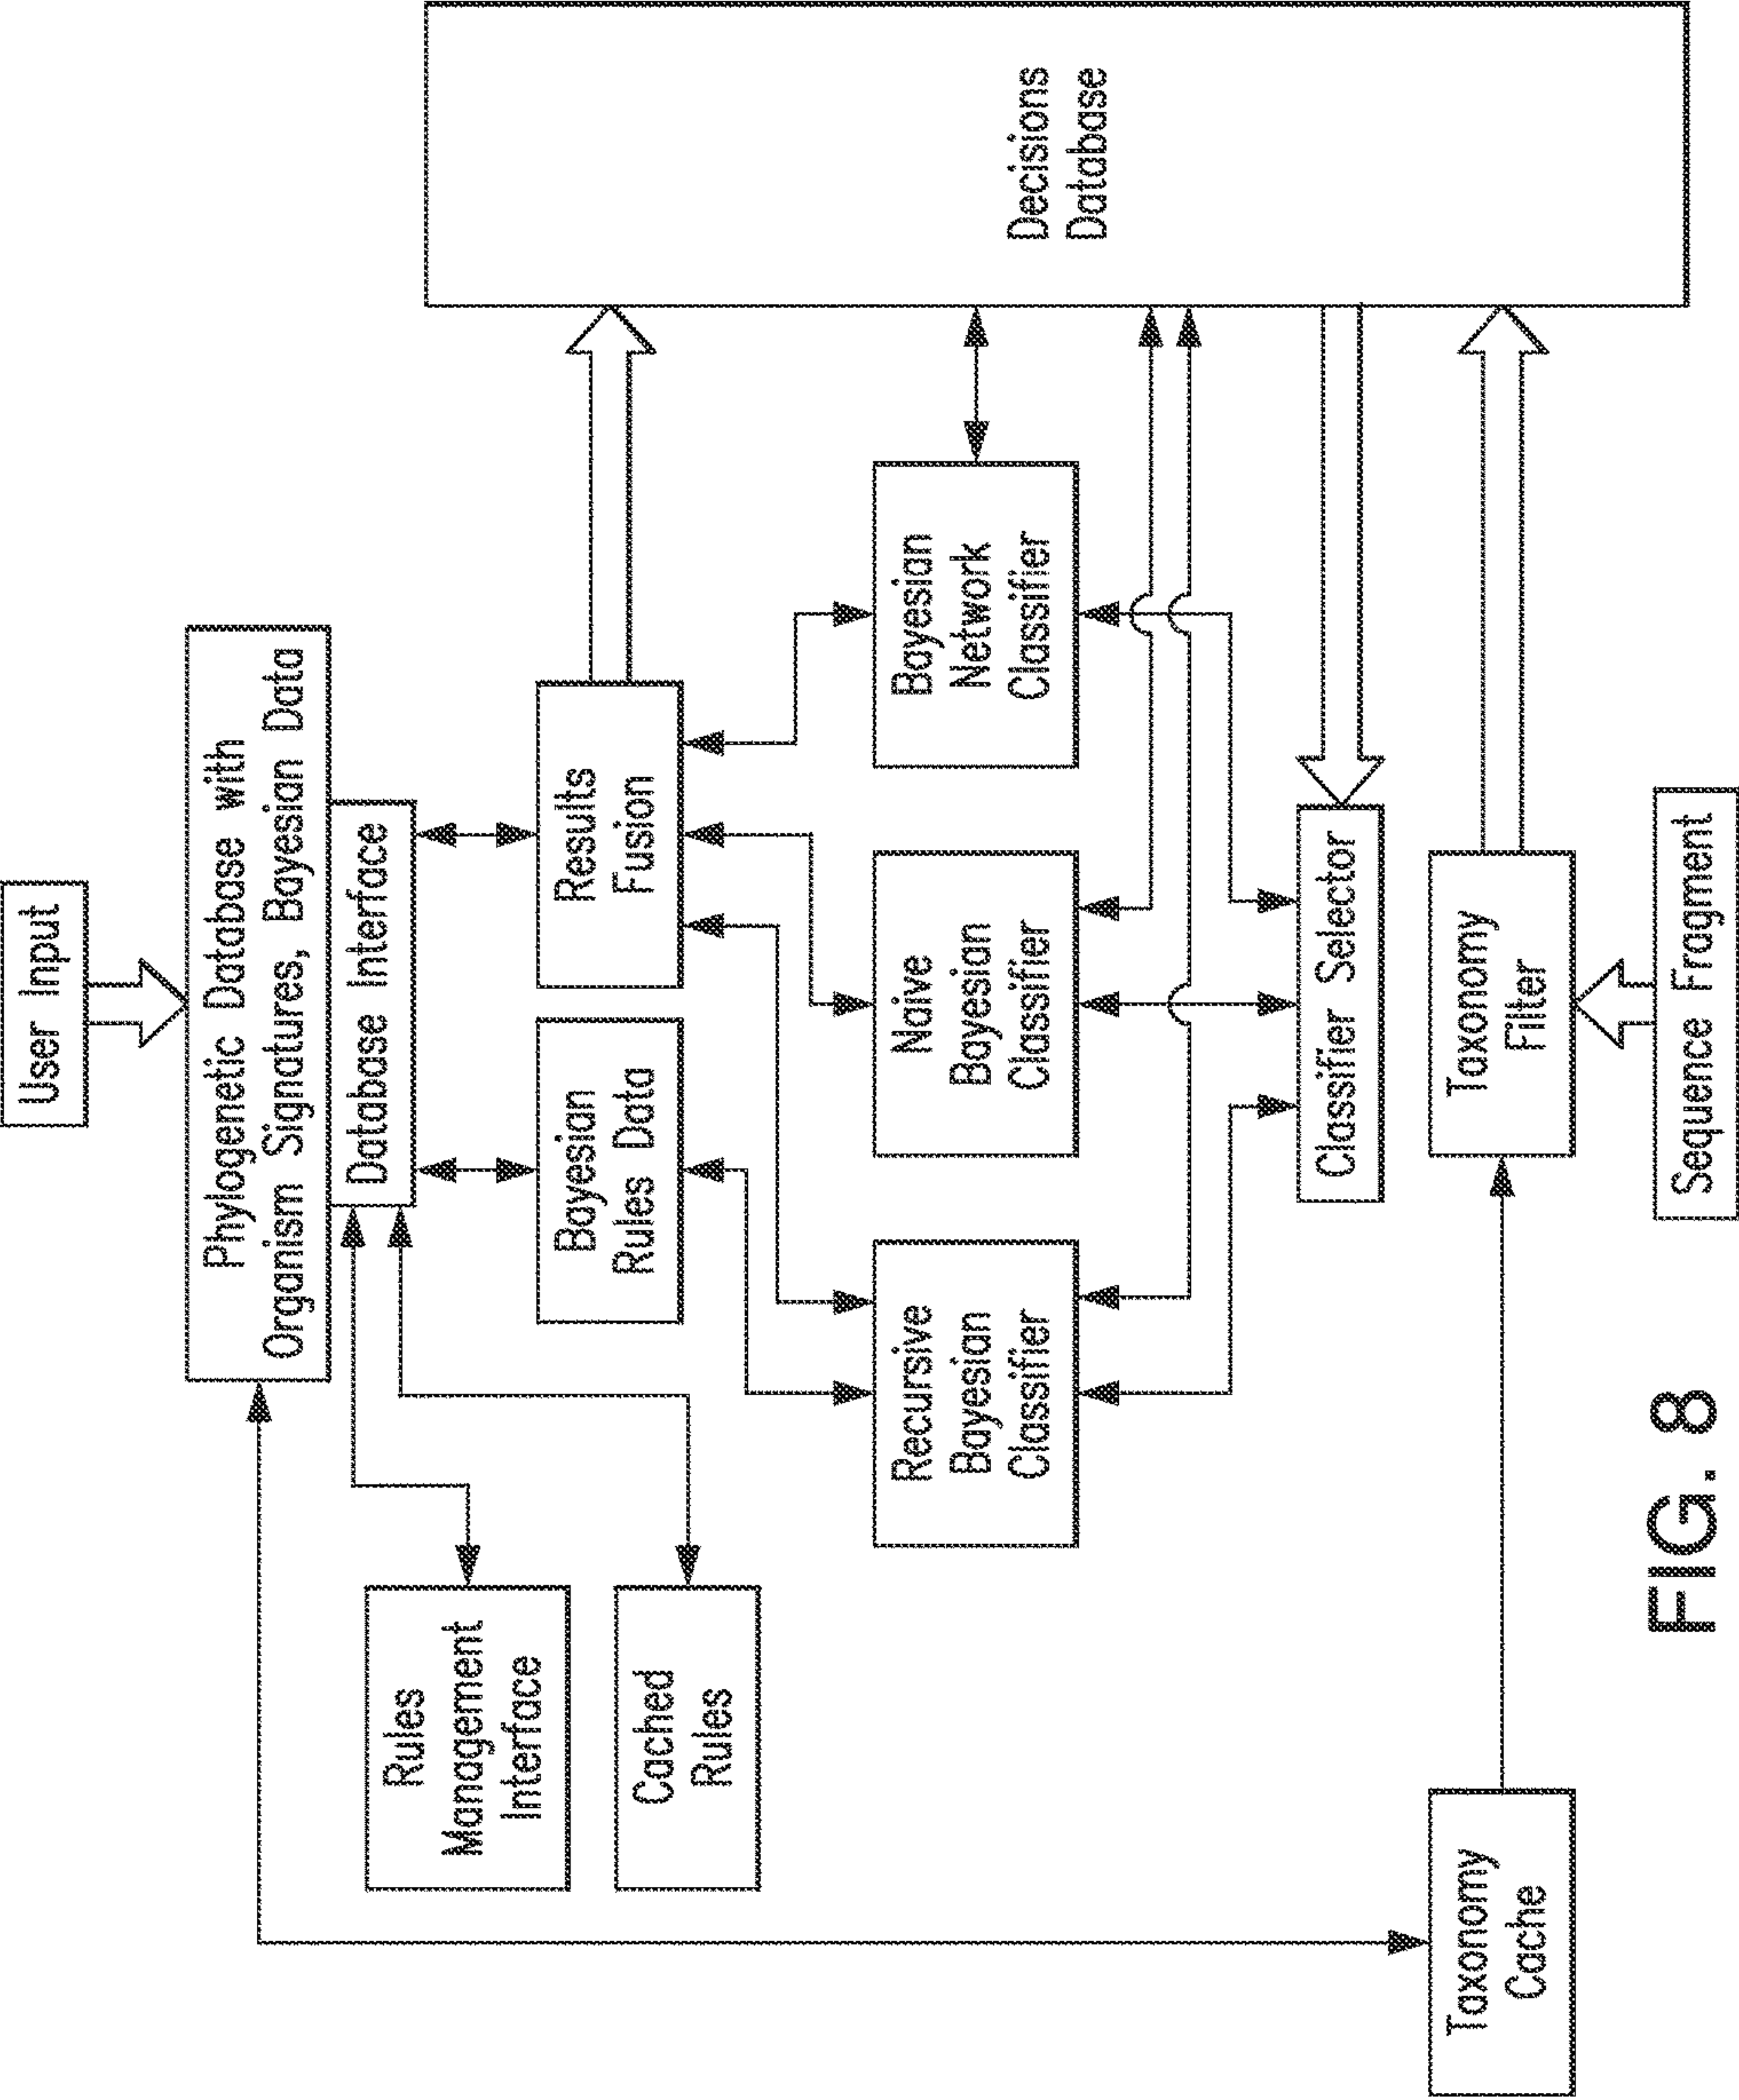 User Input
Phylogenetic Database with
Organism Signatures, Bayesian Data
Database Interface
Rules
Management
Interface
Cached
Rules
Bayesian
Rules Data
Results
Fusion
Recursive
Bayesian
Classifier
Naive
Bayesian
Classifier
Bayesian
Network
Classifier
Decisions
Database
Classifier Selector
Taxonomy
Cache
Taxonomy
Filter
Sequence Fragment
FIG. 8